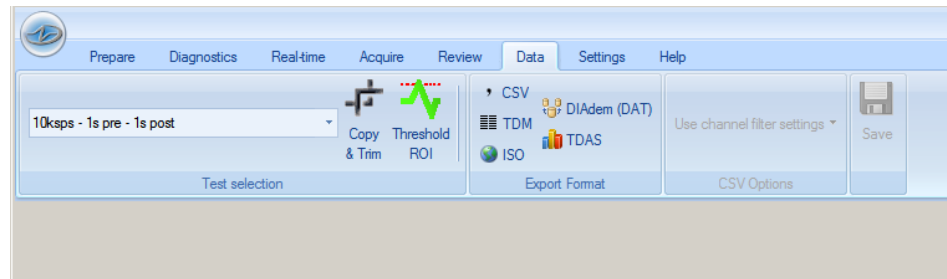 Prepare Diagnostics Real-time Acquire Review Data Settings Help
10ksps - 1s pre - 1s post
Copy & Trim
Threshold ROI
CSV
TDM
ISO
DIAdem (DAT)
TDAS
Use channel filter settings
Save
Test selection
Export Format
CSV Options